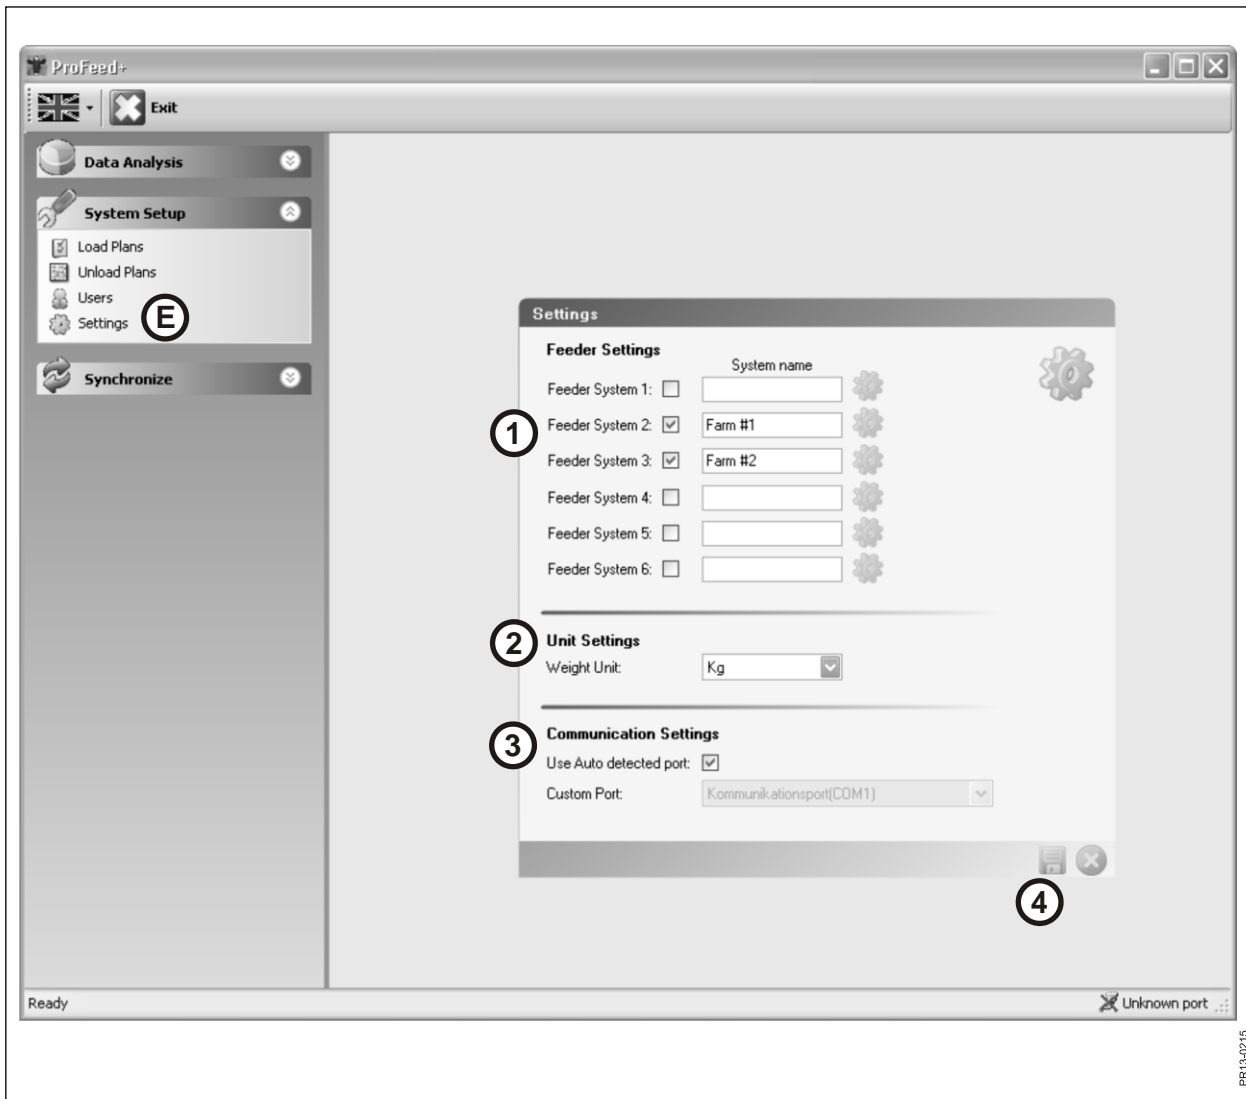 ProFeed+
Exit
Data Analysis
System Setup
Load Plans
Unload Plans
Users
Settings
E
Synchronize
Settings
Feeder Settings
System name
Feeder System 1:
1
Feeder System 2: Farm #1
Feeder System 3: Farm #2
Feeder System 4:
Feeder System 5:
Feeder System 6:
2
Unit Settings
Weight Unit: Kg
3
Communication Settings
Use Auto detected port:
Custom Port: Kommunikationsport(COM1)
4
Ready
Unknown port
PR13-0215